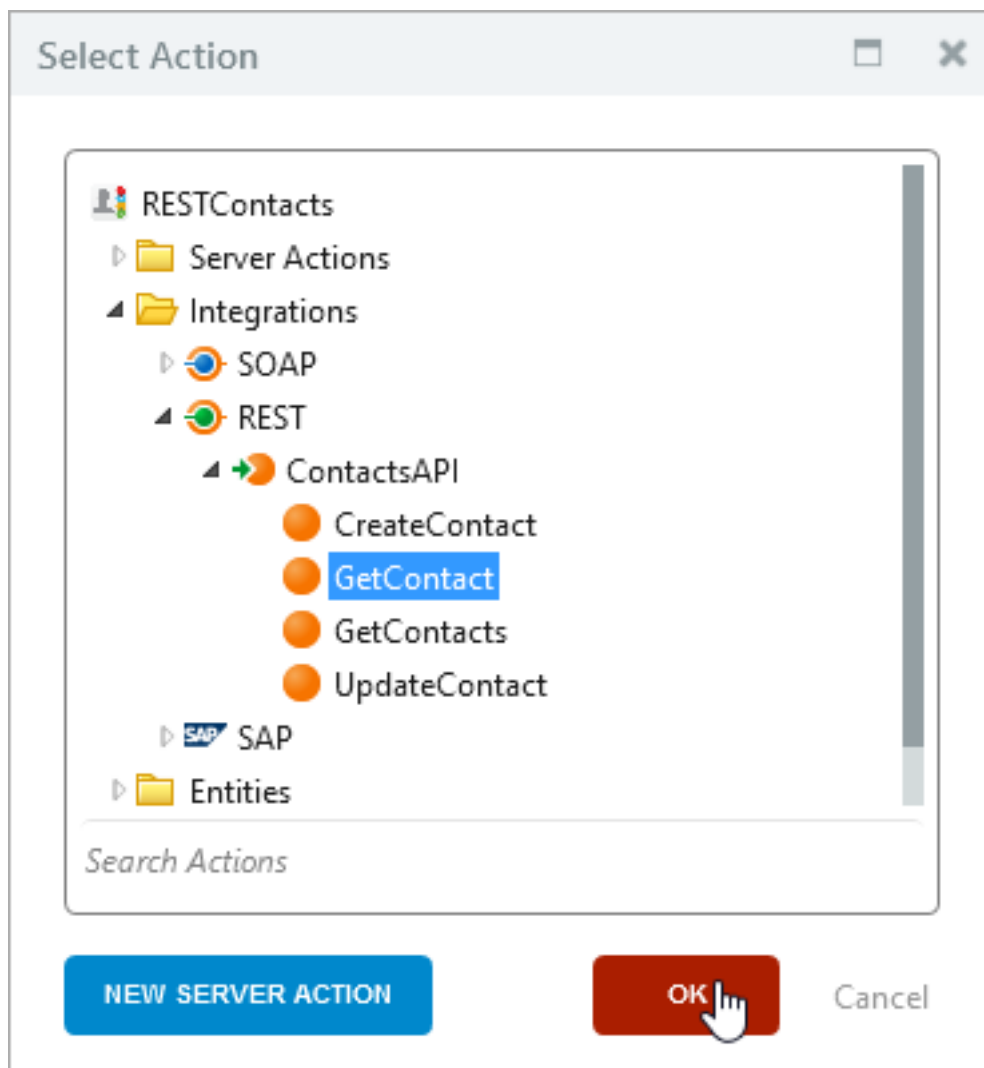 Select Action
RESTContacts
Server Actions
Integrations
SOAP
REST
ContactsAPI
CreateContact
GetContact
GetContacts
UpdateContact
SAP SAP
Entities
Search Actions
NEW SERVER ACTION OK Cancel